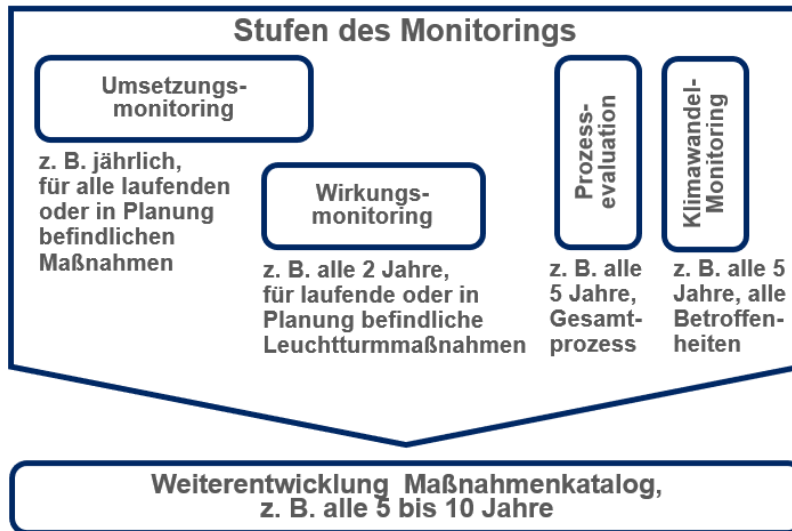 Stufen des Monitorings
Umsetzungs-
monitoring
z. B. jährlich,
für alle laufenden
oder in Planung
befindlichen
Maßnahmen
Wirkungs-
monitoring
z. B. alle 2 Jahre,
für laufende oder in
Planung befindliche
Leuchtturmmaßnahmen
Prozess-
evaluation
z. B. alle
5 Jahre,
Gesamt-
prozess
Klimawandel-
Monitoring
z. B. alle 5
Jahre, alle
Betroffen-
heiten
Weiterentwicklung Maßnahmenkatalog,
z. B. alle 5 bis 10 Jahre